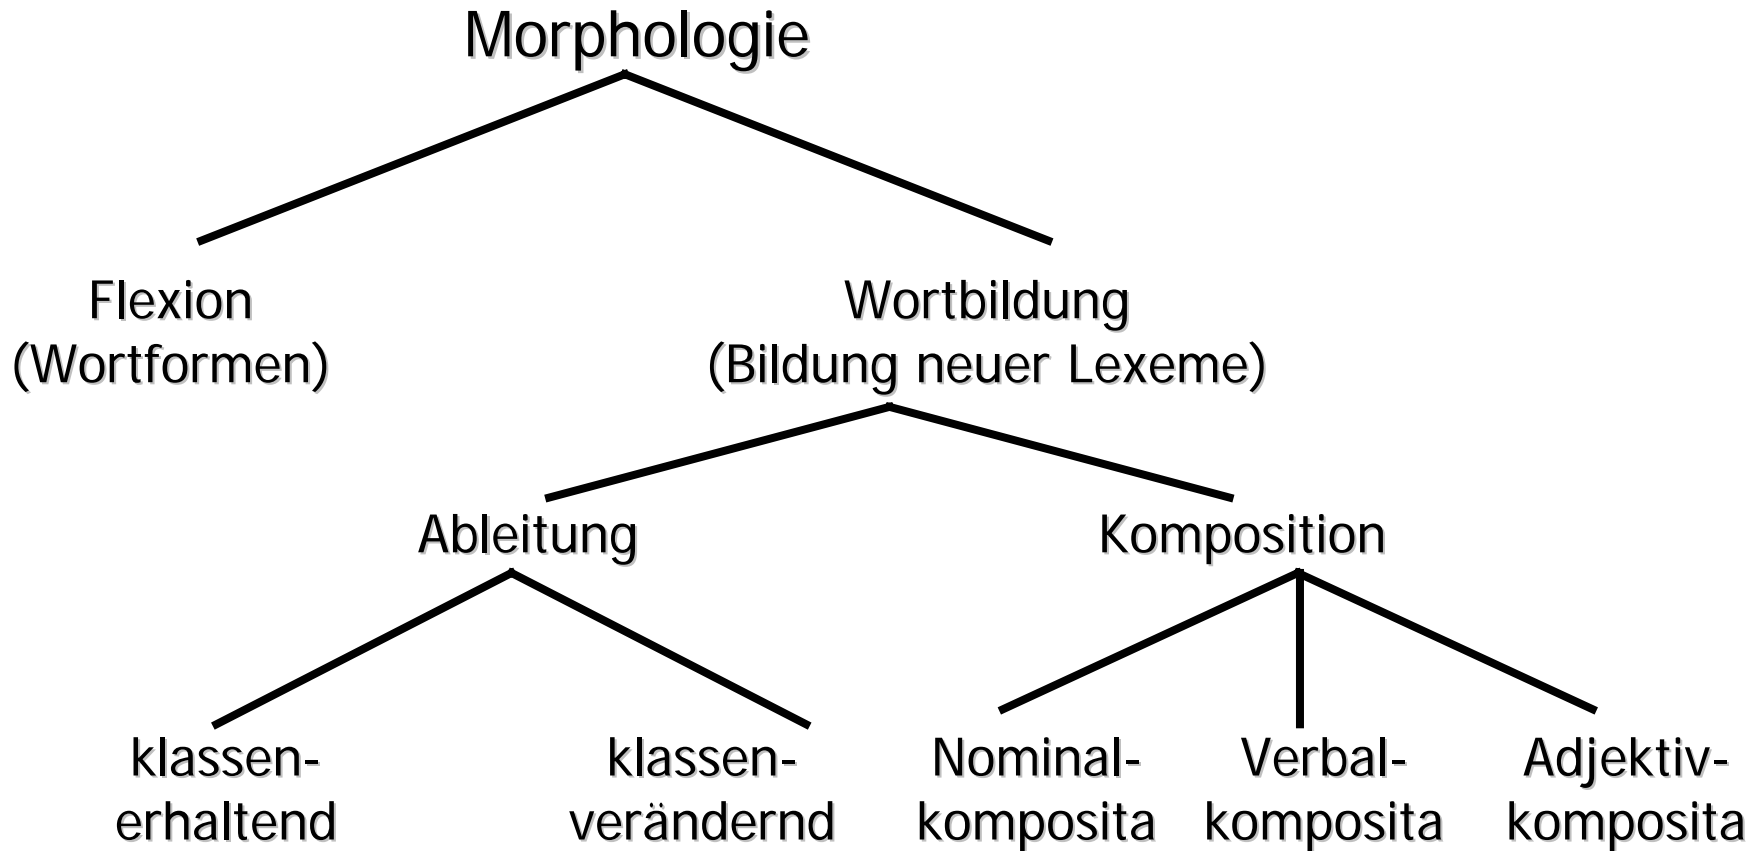 Morphologie
Flexion
(Wortformen)
Wortbildung
(Bildung neuer Lexeme)
Ableitung
Komposition
klassen-
erhaltend
klassen-
verändernd
Nominal-
komposita
Verbal-
komposita
Adjektiv-
komposita